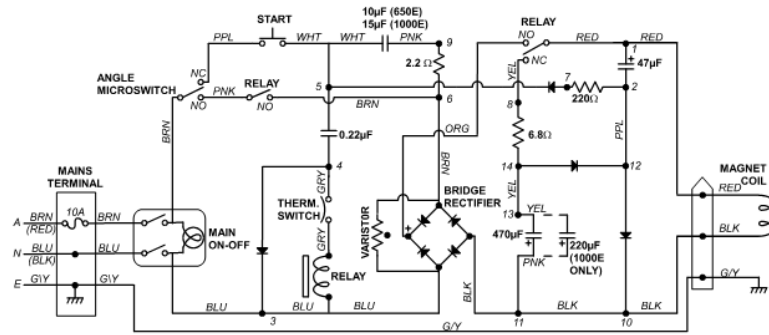 START
10µF (650E)
15µF (1000E)
RELAY
PPL
WHT
WHT
PNK
9
NO
RED
RED
1
2.2 Ω
47µF
ANGLE
MICROSWITCH
NC
NO
PNK
RELAY
NO
5
BRN
6
YEL
NC
7
220Ω
2
8
BRN
0.22µF
ORG
6.8Ω
PPL
4
GRY
BRN
14
12
MAINS
TERMINAL
THERM.
SWITCH
BRIDGE
RECTIFIER
YEL
13
YEL
MAGNET
COIL
RED
10A
A
BRN
(RED)
BRN
MAIN
ON-OFF
GRY
VARISTOR
+
470µF
220µF
(1000E
ONLY)
PNK
N
BLU
(BLK)
BLU
RELAY
BLK
BLK
E
G\Y
G\Y
G/Y
BLU
3
BLU
BLU
11
BLK
10
BLK
G/Y